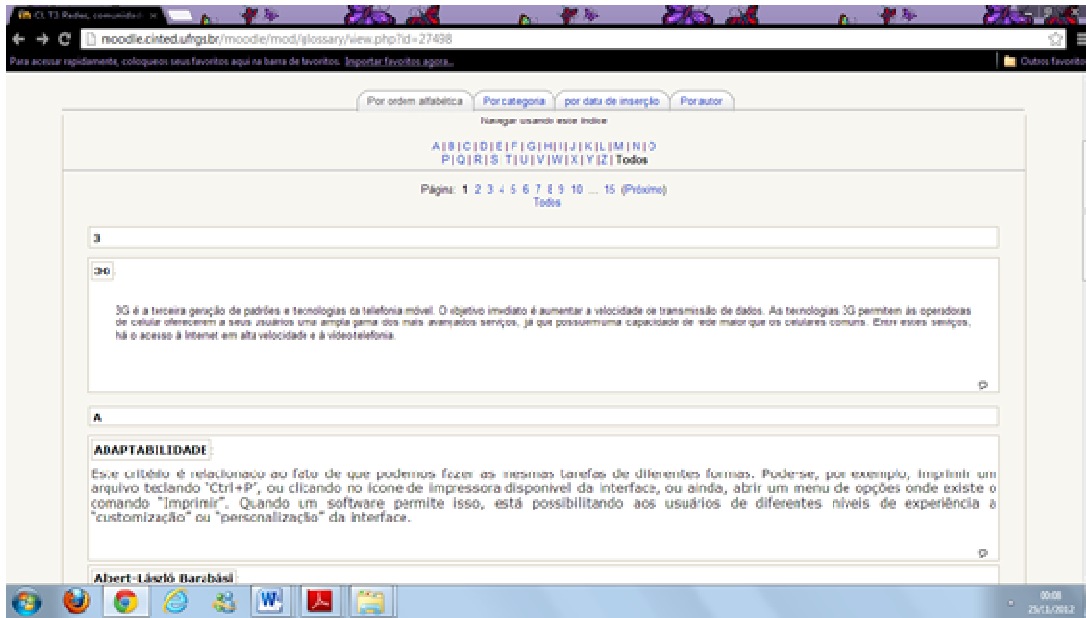 CI, T3 Redes, comunidad
moodle.cinted.ufrgs.br/moodle/mod/glossary/view.php?id=27498
Para acessar rapidamente, coloque os seus favoritos aqui na barra de favoritos. Importar favoritos agora...
Outros favoritos
Por ordem alfabética
Por categoria
por data de inserção
Por autor
Navegar usando esse índice
A | B | C | D | E | F | G | H | I | J | K | L | M | N | O
P | Q | R | S | T | U | V | W | X | Y | Z | Todos
Página: 1 2 3 4 5 6 7 8 9 10 ... 15 (Próximo)
Todos
3
3G:
3G é a terceira geração de padrões e tecnologias da telefonia móvel. O objetivo imediato é aumentar a velocidade de transmissão de dados. As tecnologias 3G permitem às operadoras
de celular oferecerem a seus usuários uma ampla gama dos mais avançados serviços, já que possuem uma capacidade de rede maior que os celulares comuns. Entre esses serviços,
há o acesso à Internet em alta velocidade e à vídeo telefonia.
A
ADAPTABILIDADE:
Este critério é relacionado ao fato de que podemos fazer as mesmas tarefas de diferentes formas. Pode-se, por exemplo, imprimir um
arquivo teclando "Ctrl+P", ou clicando no ícone de impressora disponível da interface, ou ainda, abrir um menu de opções onde existe o
comando "Imprimir". Quando um software permite isso, está possibilitando aos usuários de diferentes níveis de experiência a
"customização" ou "personalização" da interface.
Albert-László Barabási:
00:08
25/11/2012